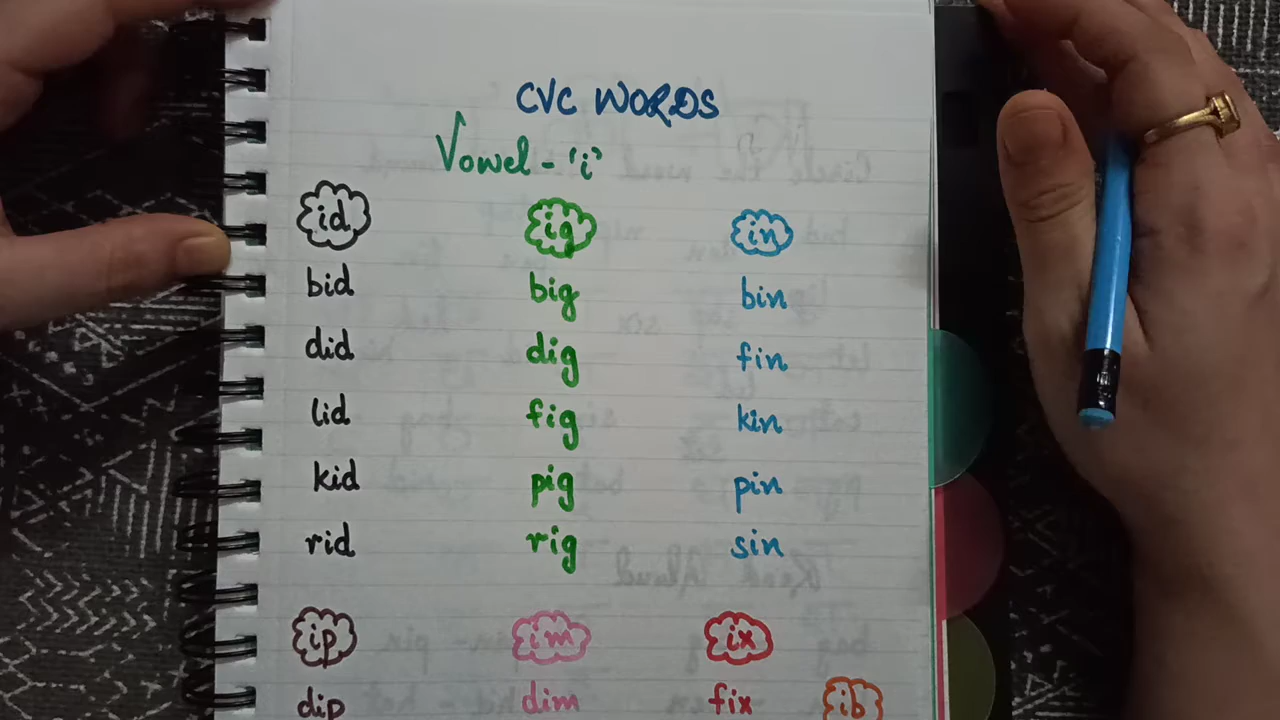 CVC WORDS
Vowel - 'i'
id ig in
bid big bin
did dig fin
lid fig kin
kid pig pin
rid rig sin
ip im ix
dip dim fix ib